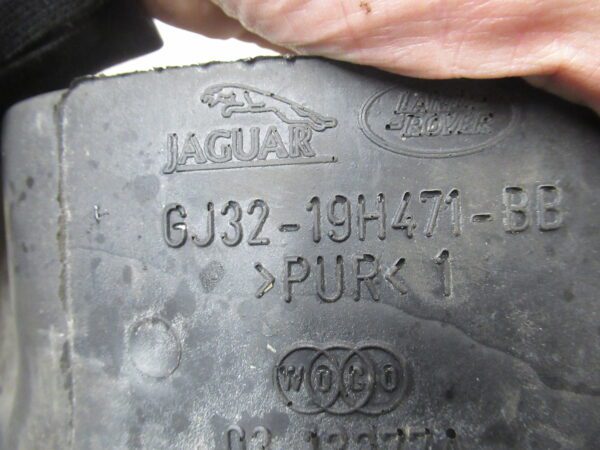 JAGUAR
LAND
-ROVER
GJ32-19H471-BB
>PUR< 1
WOCO